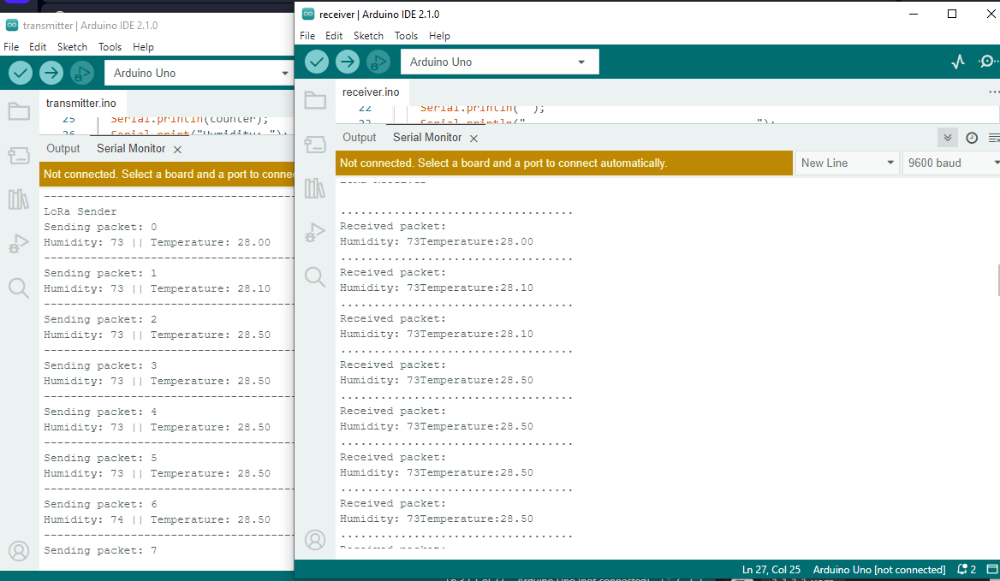 transmitter | Arduino IDE 2.1.0
File Edit Sketch Tools Help
Arduino Uno
transmitter.ino
25 Serial.println(counter);
26 Serial.print("Humidity: ");
Output Serial Monitor
Not connected. Select a board and a port to conne
--------------------------------------
LoRa Sender
Sending packet: 0
Humidity: 73 || Temperature: 28.00
--------------------------------------
Sending packet: 1
Humidity: 73 || Temperature: 28.10
--------------------------------------
Sending packet: 2
Humidity: 73 || Temperature: 28.50
--------------------------------------
Sending packet: 3
Humidity: 73 || Temperature: 28.50
--------------------------------------
Sending packet: 4
Humidity: 73 || Temperature: 28.50
--------------------------------------
Sending packet: 5
Humidity: 73 || Temperature: 28.50
--------------------------------------
Sending packet: 6
Humidity: 74 || Temperature: 28.50
--------------------------------------
Sending packet: 7
receiver | Arduino IDE 2.1.0
File Edit Sketch Tools Help
Arduino Uno
receiver.ino
22 Serial.println(" ");
23 Serial.println(" ");
Output Serial Monitor
Not connected. Select a board and a port to connect automatically.
New Line
9600 baud
...................................
Received packet:
Humidity: 73Temperature:28.00
...................................
Received packet:
Humidity: 73Temperature:28.10
...................................
Received packet:
Humidity: 73Temperature:28.10
...................................
Received packet:
Humidity: 73Temperature:28.50
...................................
Received packet:
Humidity: 73Temperature:28.50
...................................
Received packet:
Humidity: 73Temperature:28.50
...................................
Received packet:
Humidity: 73Temperature:28.50
...................................
Received packet:
Ln 27, Col 25 Arduino Uno [not connected] 2